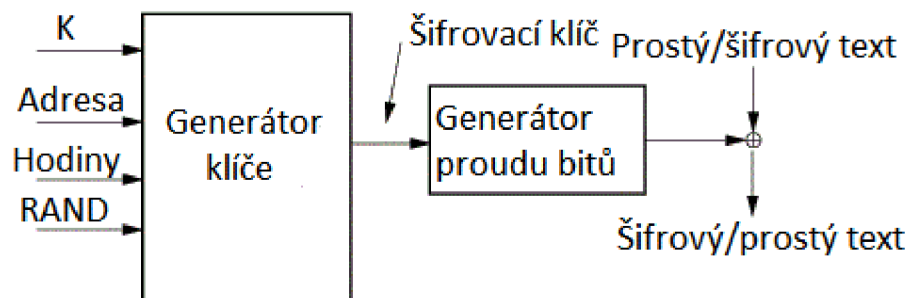 K
Adresa
Hodiny
RAND
Generátor
klíče
Šifrovací klíč
Generátor
proudu bitů
Prostý/šifrový text
Šifrový/prostý text